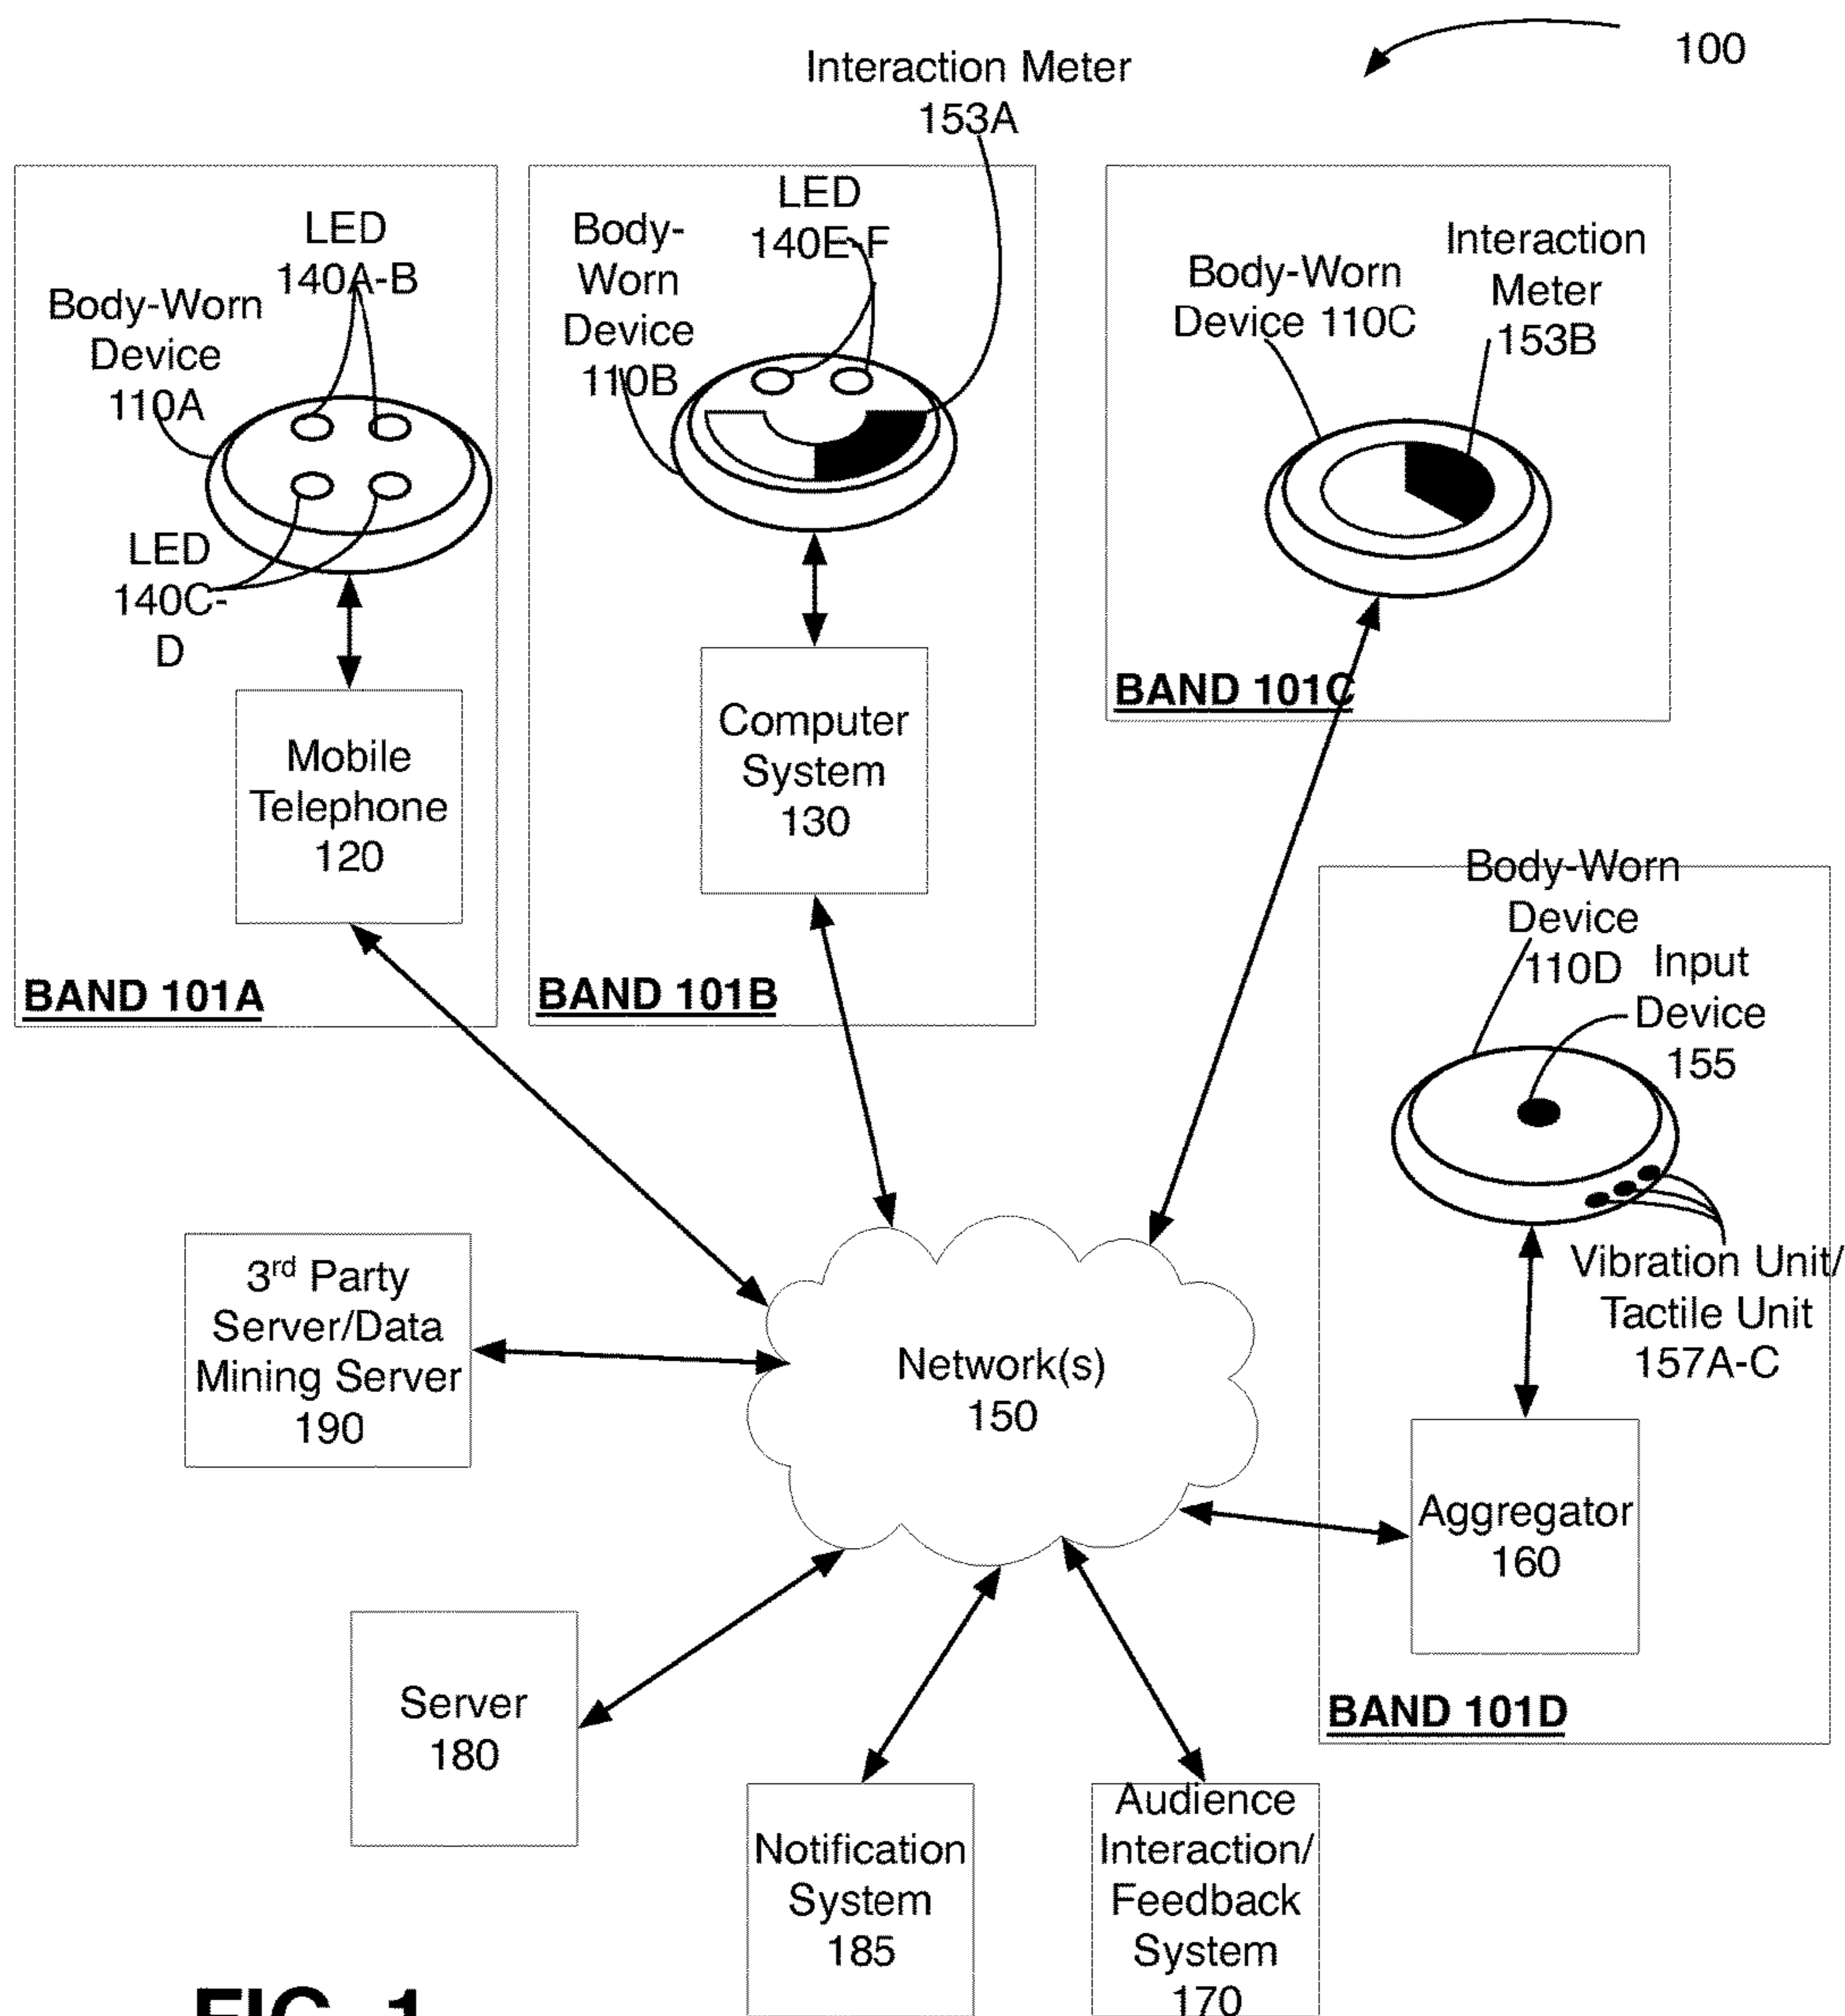 100
Interaction Meter
153A
LED
140A-B
Body-Worn
Device
110A
LED
140C-
D
Mobile
Telephone
120
BAND 101A
LED
140E-F
Body-
Worn
Device
110B
Computer
System
130
BAND 101B
Body-Worn
Device 110C
Interaction
Meter
153B
BAND 101C
Body-Worn
Device
110D
Input
Device
155
Vibration Unit/
Tactile Unit
157A-C
Aggregator
160
BAND 101D
3rd Party
Server/Data
Mining Server
190
Network(s)
150
Server
180
Notification
System
185
Audience
Interaction/
Feedback
System
170
FIG. 1